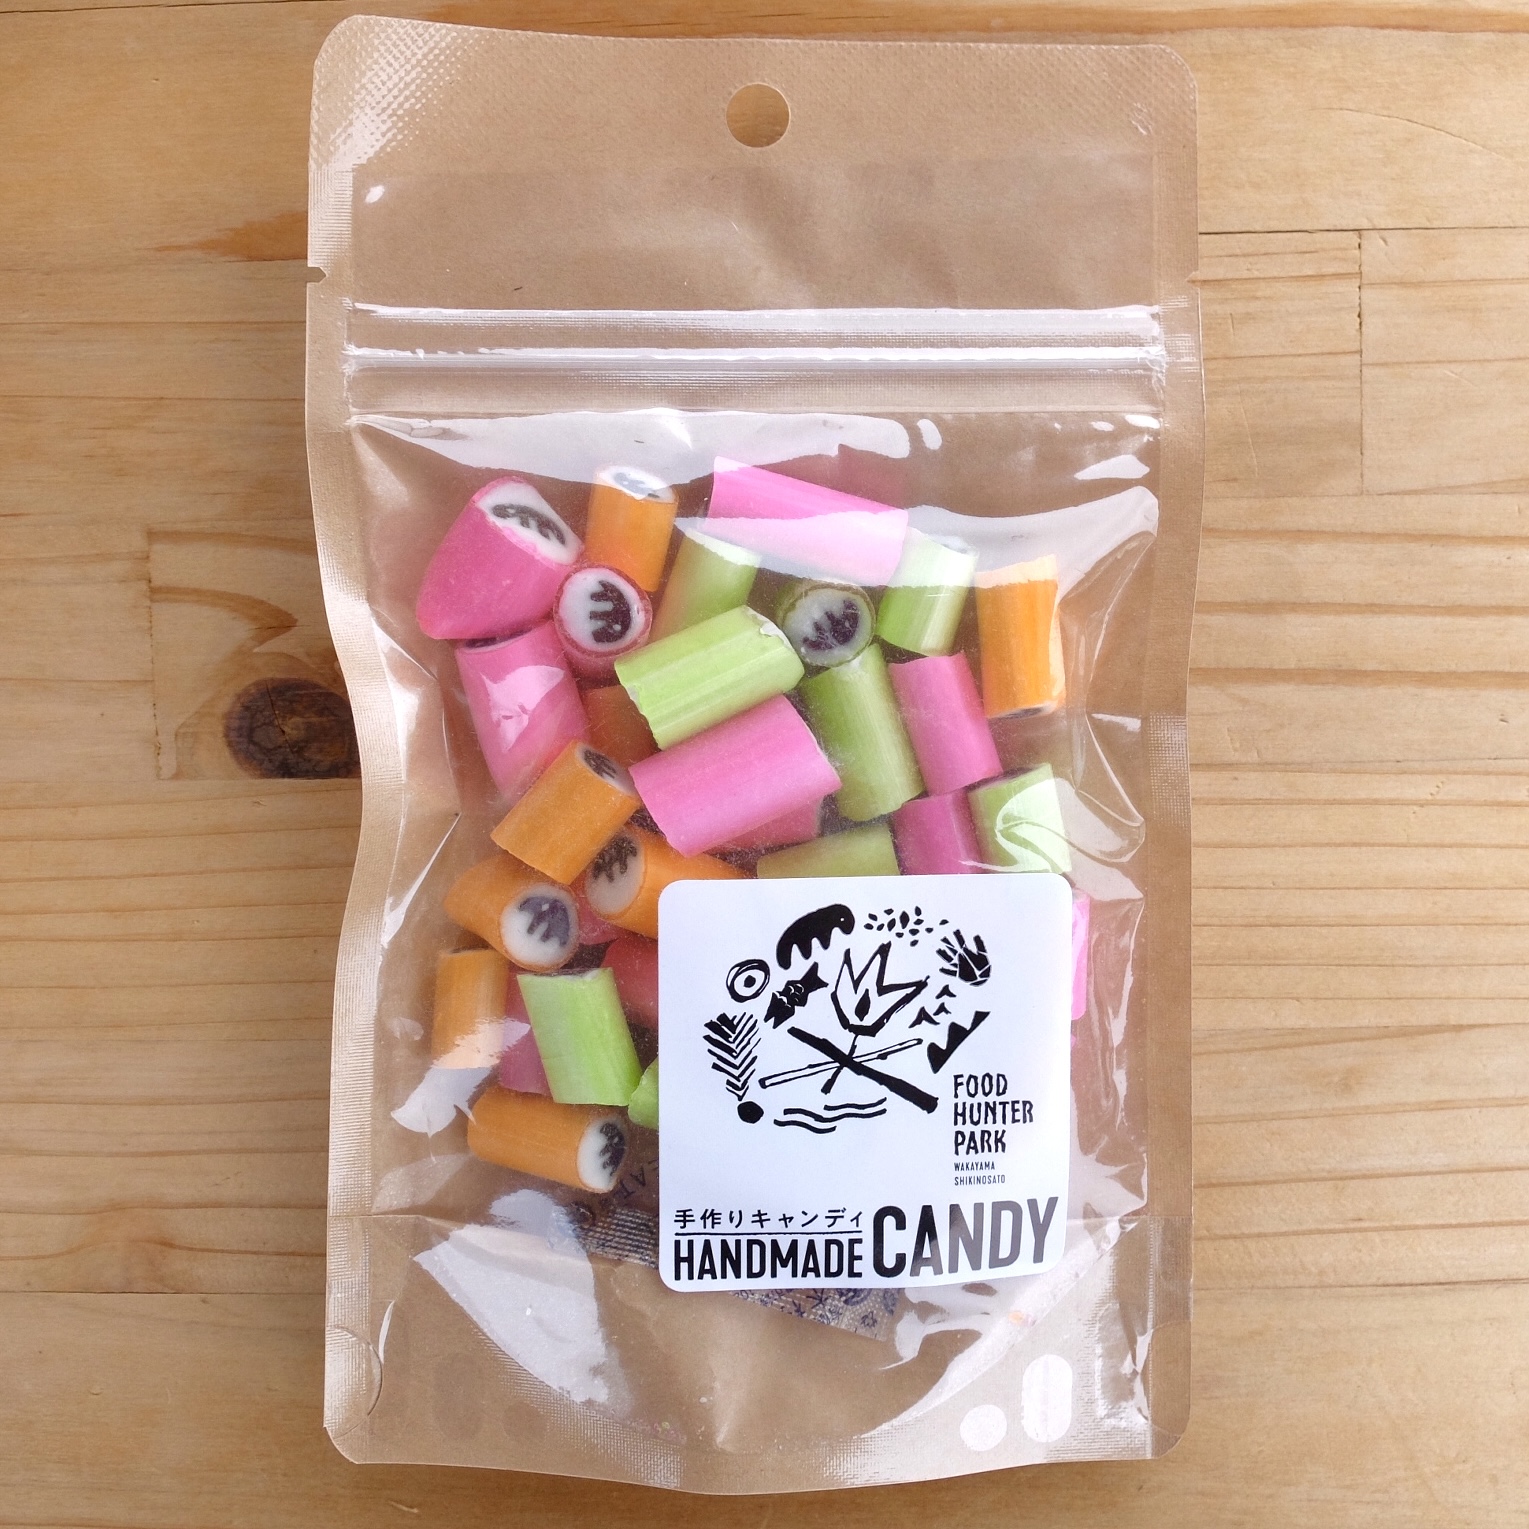 FOOD
HUNTER
PARK
WAKAYAMA
SHIKINOSATO
手作りキャンディ
HANDMADE CANDY